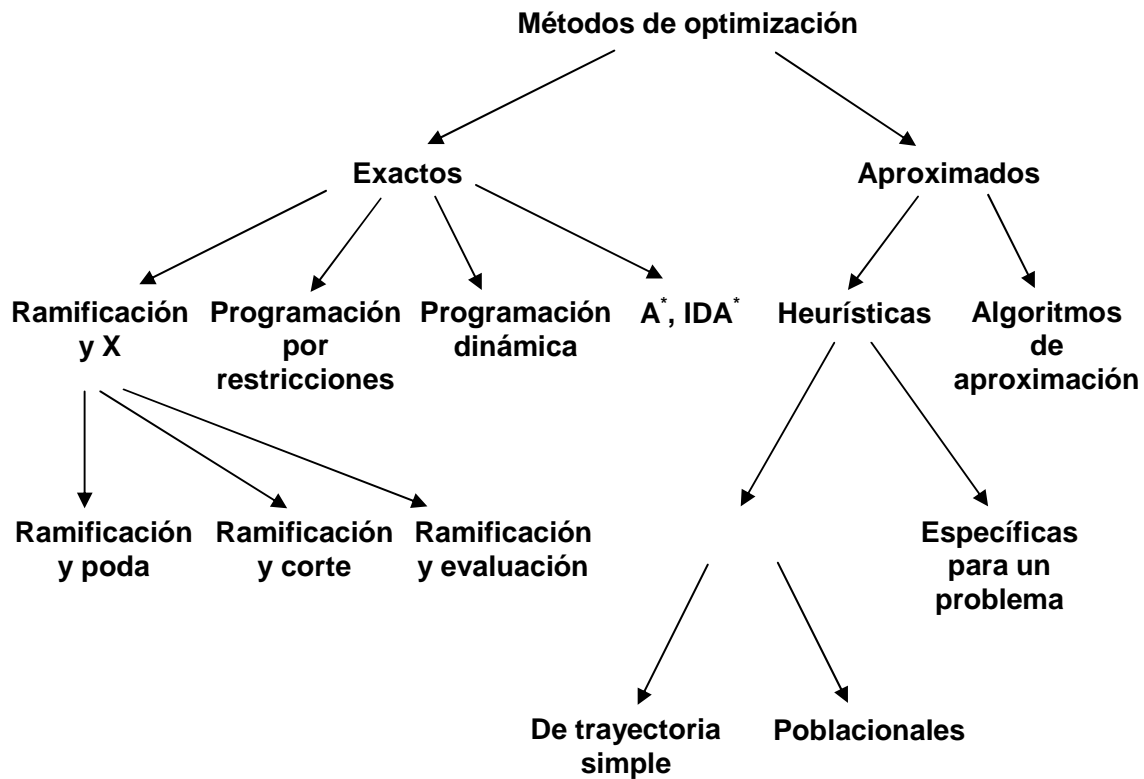 Métodos de optimización
Exactos
Aproximados
Ramificación
y X
Programación
por
restricciones
Programación
dinámica
A*, IDA*
Heurísticas
Algoritmos
de
aproximación
Ramificación
y poda
Ramificación
y corte
Ramificación
y evaluación
Específicas
para un
problema
De trayectoria
simple
Poblacionales